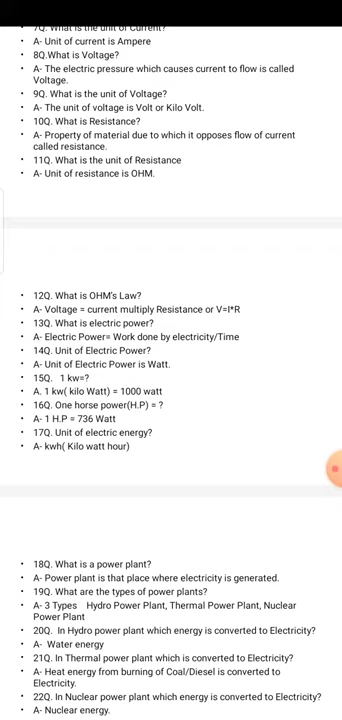 7Q. What is the unit of Current?
• A- Unit of current is Ampere
• 8Q.What is Voltage?
• A- The electric pressure which causes current to flow is called
Voltage.
• 9Q. What is the unit of Voltage?
• A- The unit of voltage is Volt or Kilo Volt.
• 10Q. What is Resistance?
• A- Property of material due to which it opposes flow of current
called resistance.
• 11Q. What is the unit of Resistance
• A- Unit of resistance is OHM.
• 12Q. What is OHM's Law?
• A- Voltage = current multiply Resistance or V=I*R
• 13Q. What is electric power?
• A- Electric Power= Work done by electricity/Time
• 14Q. Unit of Electric Power?
• A- Unit of Electric Power is Watt.
• 15Q. 1 kw=?
• A. 1 kw( kilo Watt) = 1000 watt
• 16Q. One horse power(H.P) = ?
• A- 1 H.P = 736 Watt
• 17Q. Unit of electric energy?
• A- kwh( Kilo watt hour)
• 18Q. What is a power plant?
• A- Power plant is that place where electricity is generated.
• 19Q. What are the types of power plants?
• A- 3 Types Hydro Power Plant, Thermal Power Plant, Nuclear
Power Plant
• 20Q. In Hydro power plant which energy is converted to Electricity?
• A- Water energy
• 21Q. In Thermal power plant which is converted to Electricity?
• A- Heat energy from burning of Coal/Diesel is converted to
Electricity.
• 22Q. In Nuclear power plant which energy is converted to Electricity?
• A- Nuclear energy.